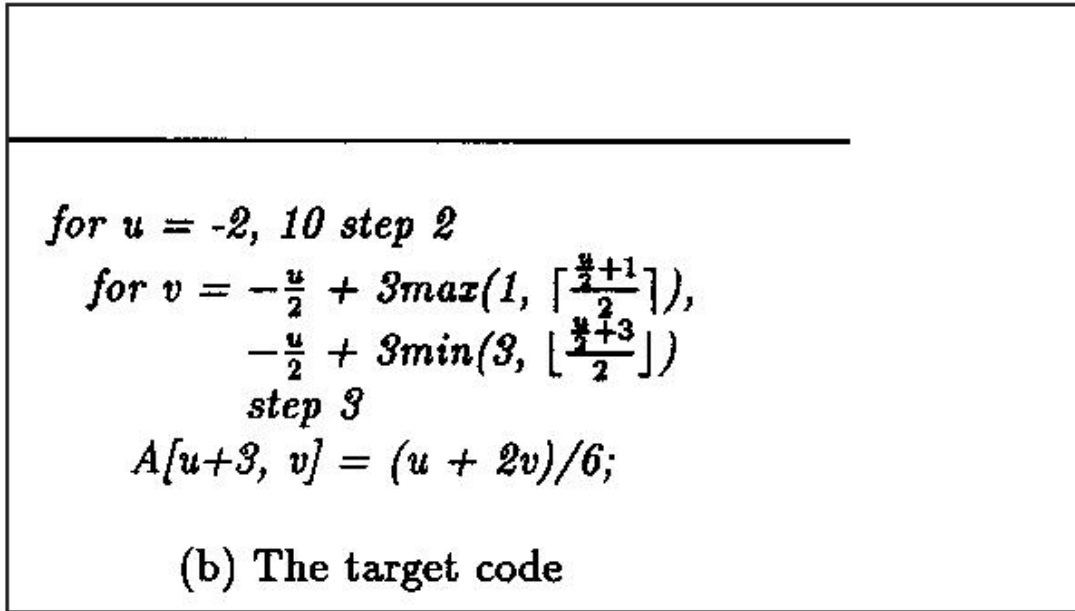 for u = -2, 10 step 2
for v = −u/2 + 3max(1, ⌈(u/2+1)/2⌉),
−u/2 + 3min(3, ⌊(u/2+3)/2⌋)
step 3
A[u+3, v] = (u + 2v)/6;
(b) The target code